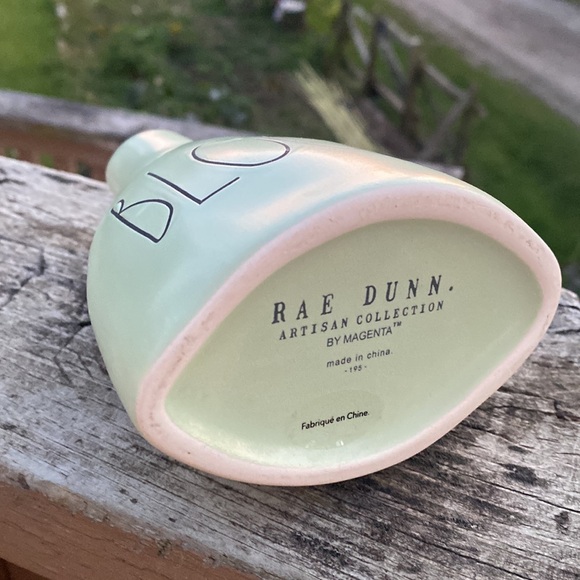 BLO
RAE DUNN.
ARTISAN COLLECTION
BY MAGENTA™
made in china.
-195-
Fabriqué en Chine.